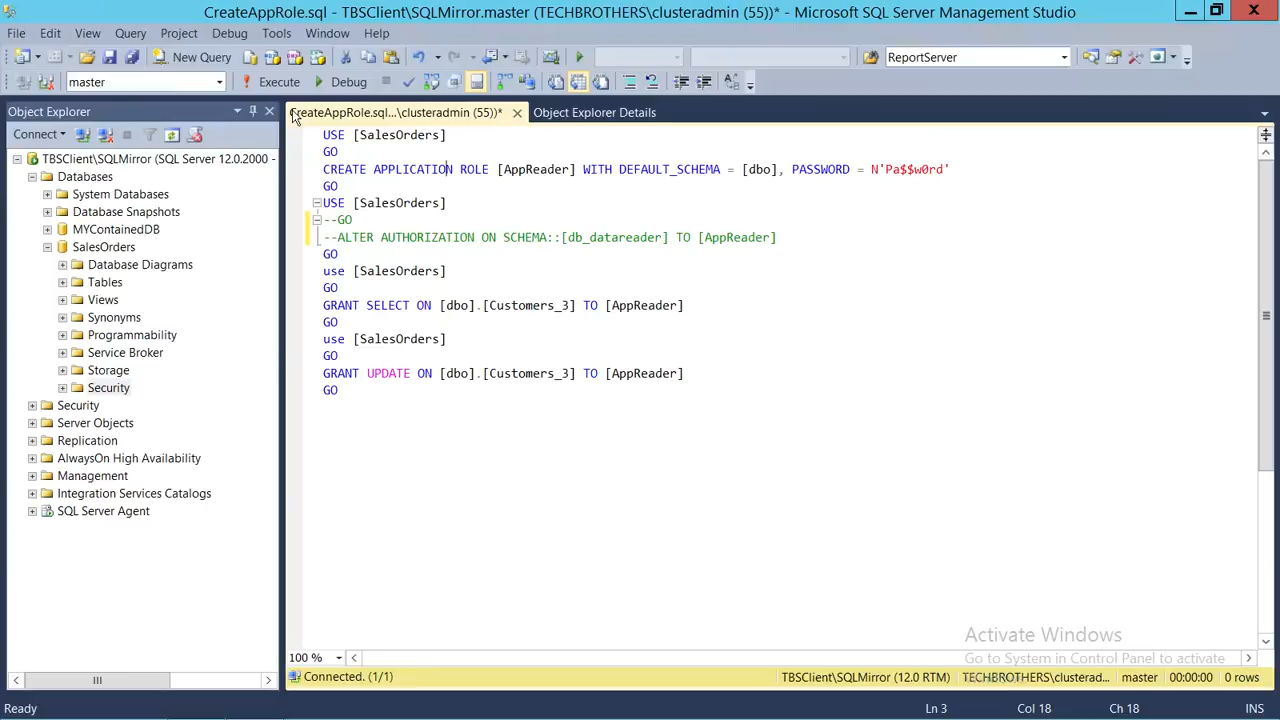 CreateAppRole.sql - TBSClient\SQLMirror.master (TECHBROTHERS\clusteradmin (55))* - Microsoft SQL Server Management Studio
File Edit View Query Project Debug Tools Window Help
New Query ReportServer
master Execute Debug
Object Explorer
CreateAppRole.sql...\clusteradmin (55))* Object Explorer Details
Connect
TBSClient\SQLMirror (SQL Server 12.0.2000 -
Databases
System Databases
Database Snapshots
MYContainedDB
SalesOrders
Database Diagrams
Tables
Views
Synonyms
Programmability
Service Broker
Storage
Security
Security
Server Objects
Replication
AlwaysOn High Availability
Management
Integration Services Catalogs
SQL Server Agent
USE [SalesOrders]
GO
CREATE APPLICATION ROLE [AppReader] WITH DEFAULT_SCHEMA = [dbo], PASSWORD = N'Pa$$w0rd'
GO
USE [SalesOrders]
--GO
--ALTER AUTHORIZATION ON SCHEMA::[db_datareader] TO [AppReader]
GO
use [SalesOrders]
GO
GRANT SELECT ON [dbo].[Customers_3] TO [AppReader]
GO
use [SalesOrders]
GO
GRANT UPDATE ON [dbo].[Customers_3] TO [AppReader]
GO
Activate Windows
Go to System in Control Panel to activate
100 %
Connected. (1/1) TBSClient\SQLMirror (12.0 RTM) TECHBROTHERS\clusterad... master 00:00:00 0 rows
Ready Ln 3 Col 18 Ch 18 INS